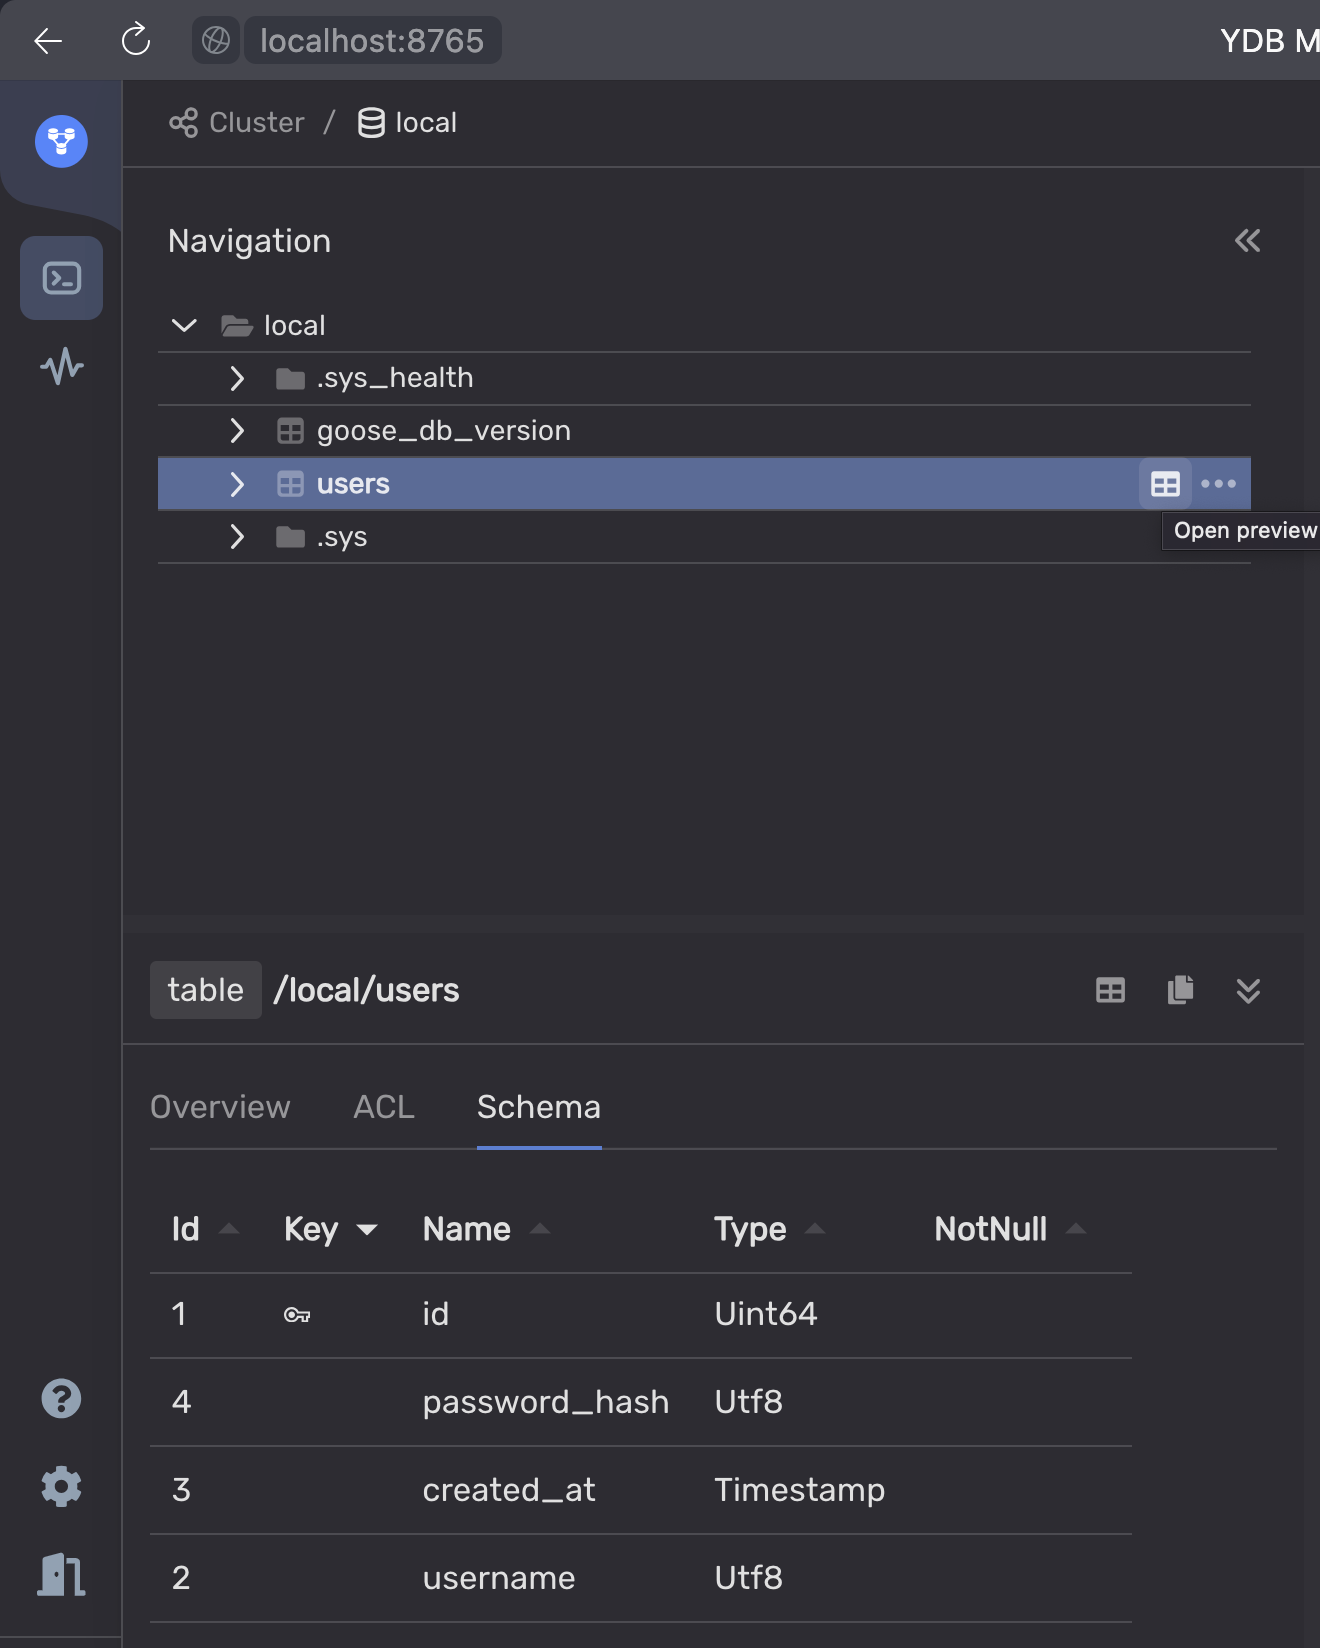 localhost:8765
YDB M
Cluster / local
Navigation
local
.sys_health
goose_db_version
users
.sys
Open preview
table /local/users
Overview ACL Schema
Id Key Name Type NotNull
1 id Uint64
4 password_hash Utf8
3 created_at Timestamp
2 username Utf8